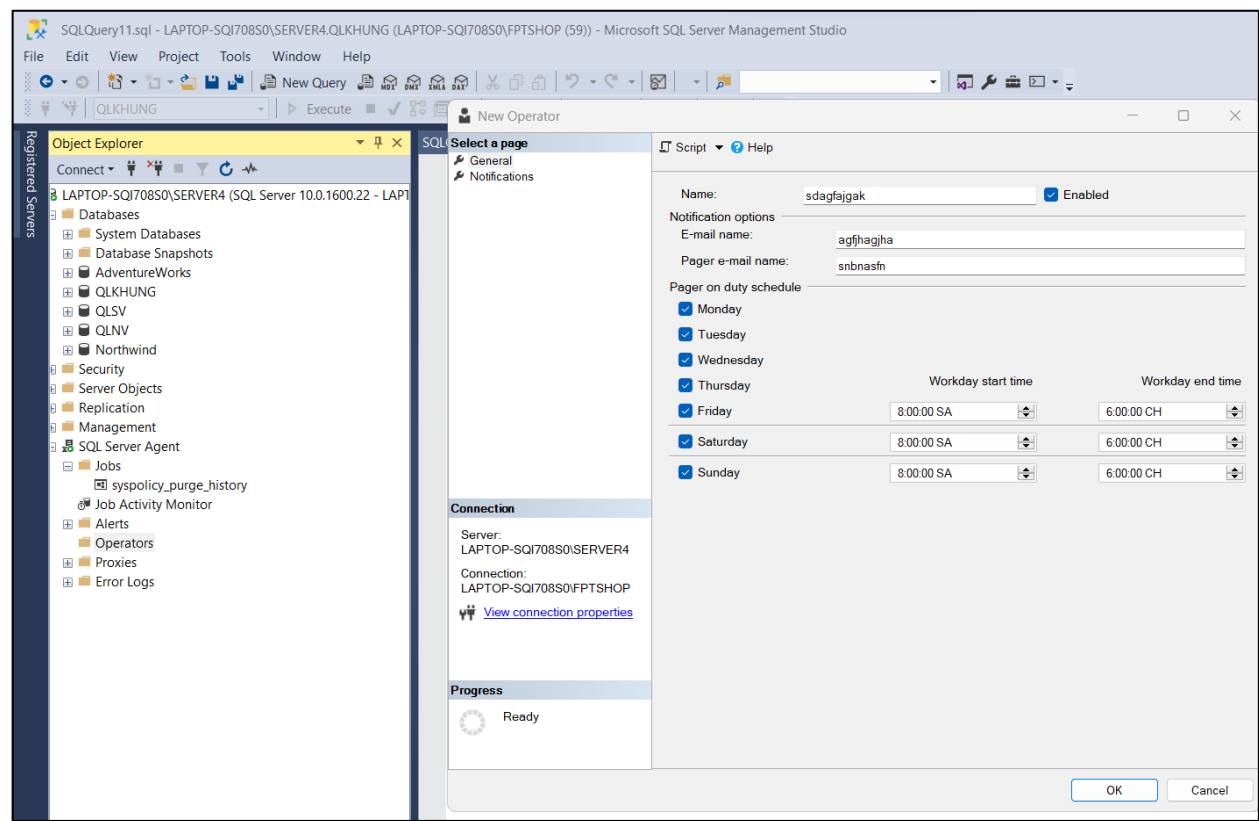 SQLQuery11.sql - LAPTOP-SQI708S0\SERVER4.QLKHUNG (LAPTOP-SQI708S0\FPTSHOP (59)) - Microsoft SQL Server Management Studio
File Edit View Project Tools Window Help
New Query MDX DMX XMLA DAX
QLKHUNG Execute
Registered Servers
Object Explorer
Connect
LAPTOP-SQI708S0\SERVER4 (SQL Server 10.0.1600.22 - LAPT
Databases
System Databases
Database Snapshots
AdventureWorks
QLKHUNG
QLSV
QLNV
Northwind
Security
Server Objects
Replication
Management
SQL Server Agent
Jobs
syspolicy_purge_history
Job Activity Monitor
Alerts
Operators
Proxies
Error Logs
SQL
New Operator
Select a page
General
Notifications
Connection
Server:
LAPTOP-SQI708S0\SERVER4
Connection:
LAPTOP-SQI708S0\FPTSHOP
View connection properties
Progress
Ready
Script Help
Name: sdagfajgak Enabled
Notification options
E-mail name: agfjhagjha
Pager e-mail name: snbnasfn
Pager on duty schedule
Monday
Tuesday
Wednesday
Thursday Workday start time Workday end time
Friday 8:00:00 SA 6:00:00 CH
Saturday 8:00:00 SA 6:00:00 CH
Sunday 8:00:00 SA 6:00:00 CH
OK Cancel